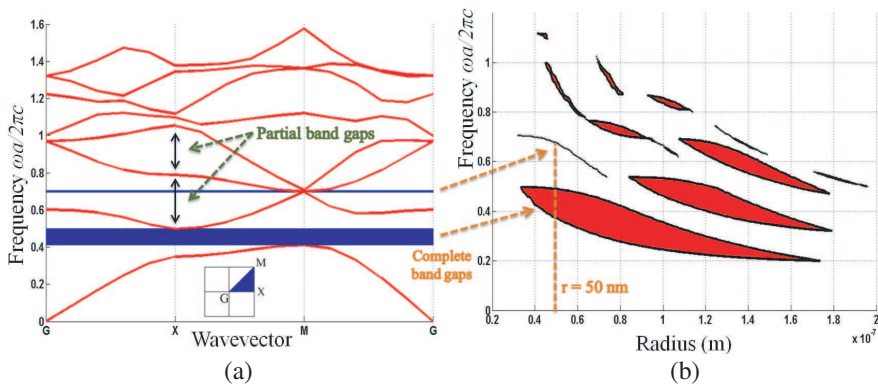 Frequency ωa/2πc
1.6
1.4
1.2
1
0.8
0.6
0.4
0.2
0
G
X
M
G
Wavevector
Partial band gaps
M
G
X
(a)
Complete
band gaps
Frequency ωa/2πc
1.2
1
0.8
0.6
0.4
0.2
0
0.2
0.4
0.6
0.8
1
1.2
1.4
1.6
1.8
2
x 10⁻⁷
Radius (m)
r = 50 nm
(b)